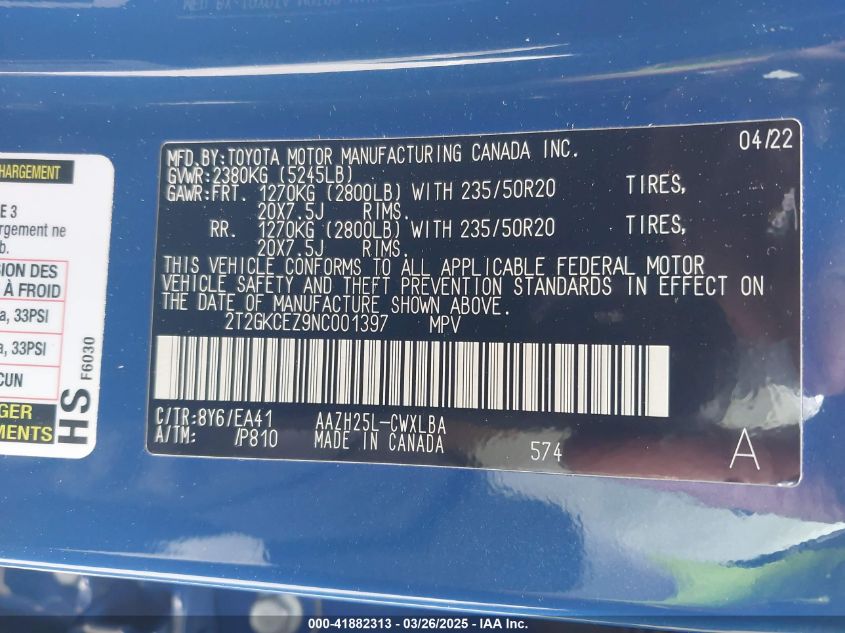 HARGEMENT
E 3
rgement ne
b.
SION DES
À FROID
a, 33PSI
a, 33PSI
CUN
GER
EMENTS
HS
F6030
04/22
MFD.BY:TOYOTA MOTOR MANUFACTURING CANADA INC.
GVWR:2380KG (5245LB)
GAWR:FRT. 1270KG (2800LB) WITH 235/50R20 TIRES,
20X7.5J RIMS.
RR. 1270KG (2800LB) WITH 235/50R20 TIRES,
20X7.5J RIMS.
THIS VEHICLE CONFORMS TO ALL APPLICABLE FEDERAL MOTOR
VEHICLE SAFETY AND THEFT PREVENTION STANDARDS IN EFFECT ON
THE DATE OF MANUFACTURE SHOWN ABOVE.
2T2GKCEZ9NC001397 MPV
C/TR:8Y6/EA41 AAZH25L-CWXLBA
A/TM: /P810 MADE IN CANADA 574 A
000-41882313 - 03/26/2025 - IAA Inc.